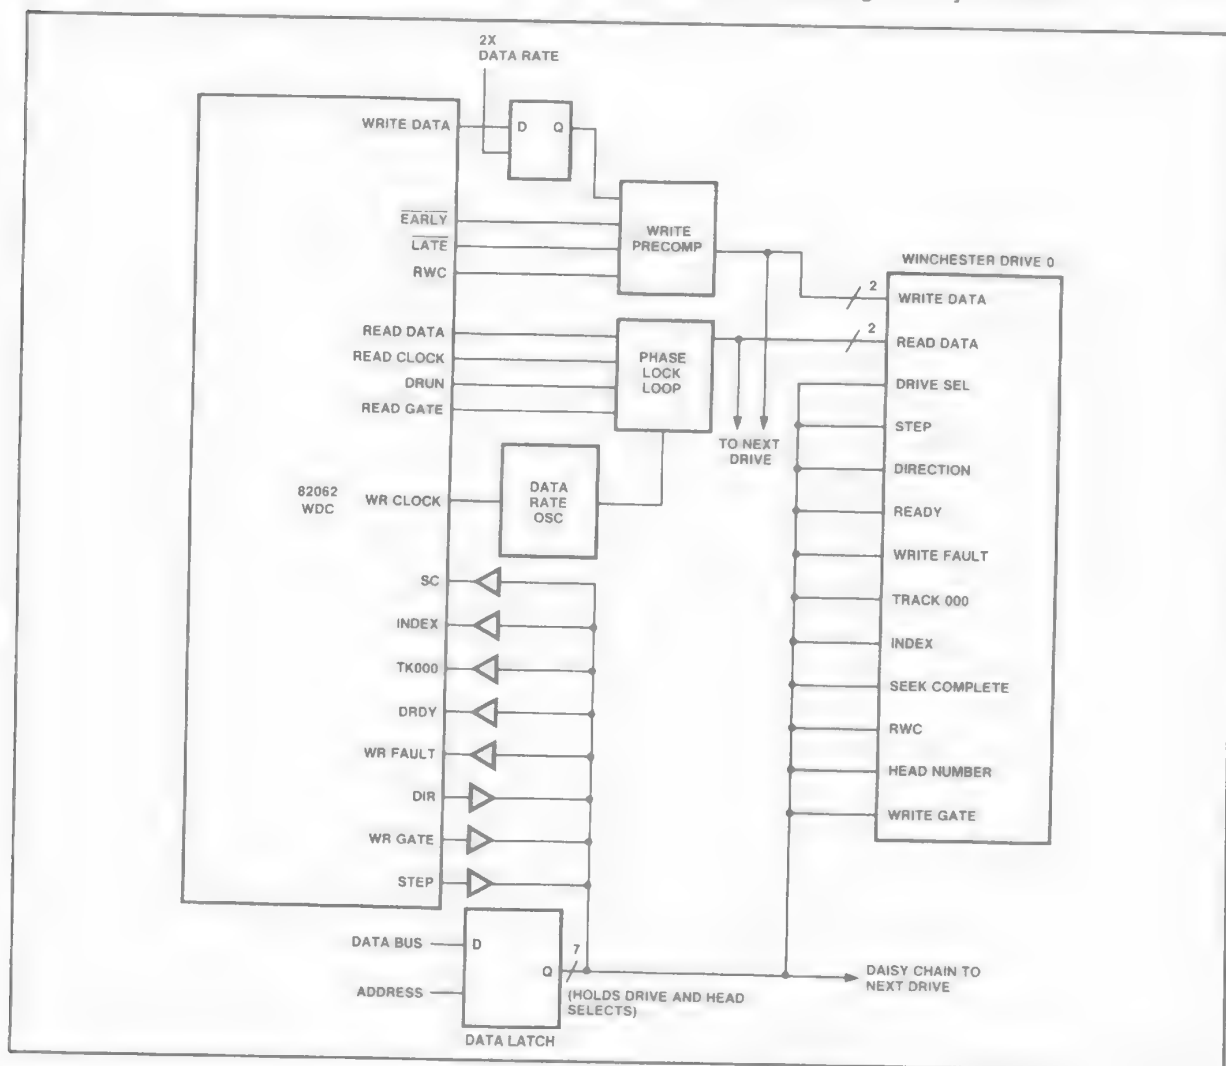 2X
DATA RATE
WRITE DATA
D Q
EARLY
LATE
RWC
WRITE
PRECOMP
WINCHESTER DRIVE 0
2
WRITE DATA
READ DATA
READ CLOCK
DRUN
READ GATE
PHASE
LOCK
LOOP
2
READ DATA
DRIVE SEL
STEP
DIRECTION
READY
WRITE FAULT
TRACK 000
INDEX
SEEK COMPLETE
RWC
HEAD NUMBER
WRITE GATE
TO NEXT
DRIVE
82062
WDC
WR CLOCK
DATA
RATE
OSC
SC
INDEX
TK000
DRDY
WR FAULT
DIR
WR GATE
STEP
DATA BUS
ADDRESS
D
Q
7
(HOLDS DRIVE AND HEAD
SELECTS)
DATA LATCH
DAISY CHAIN TO
NEXT DRIVE